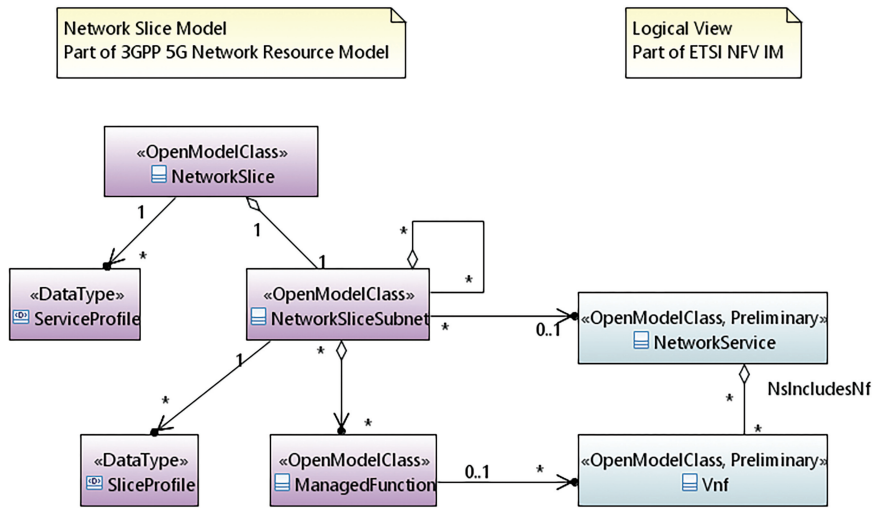 Network Slice Model
Part of 3GPP 5G Network Resource Model
Logical View
Part of ETSI NFV IM
«OpenModelClass»
NetworkSlice
1
*
1
1
*
*
«DataType»
ServiceProfile
«OpenModelClass»
NetworkSliceSubnet
*
0..1
«OpenModelClass, Preliminary»
NetworkService
1
*
*
*
NsIncludesNf
*
*
«DataType»
SliceProfile
«OpenModelClass»
ManagedFunction
0..1
*
«OpenModelClass, Preliminary»
Vnf